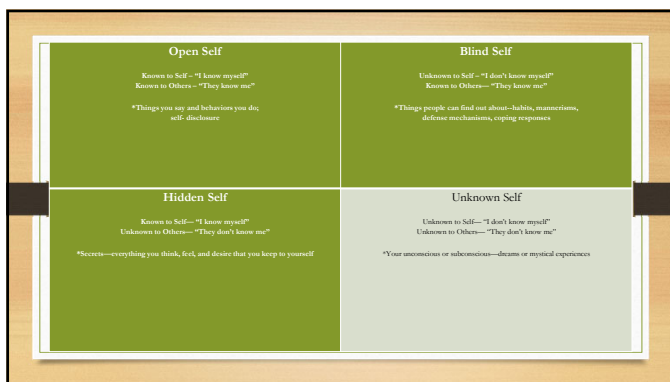 Open Self
Known to Self – “I know myself”
Known to Others – “They know me”
*Things you say and behaviors you do;
self- disclosure
Blind Self
Unknown to Self – “I don't know myself”
Known to Others— “They know me”
*Things people can find out about--habits, mannerisms,
defense mechanisms, coping responses
Hidden Self
Known to Self— “I know myself”
Unknown to Others— “They don't know me”
*Secrets—everything you think, feel, and desire that you keep to yourself
Unknown Self
Unknown to Self— “I don't know myself”
Unknown to Others— “They don't know me”
*Your unconscious or subconscious—dreams or mystical experiences